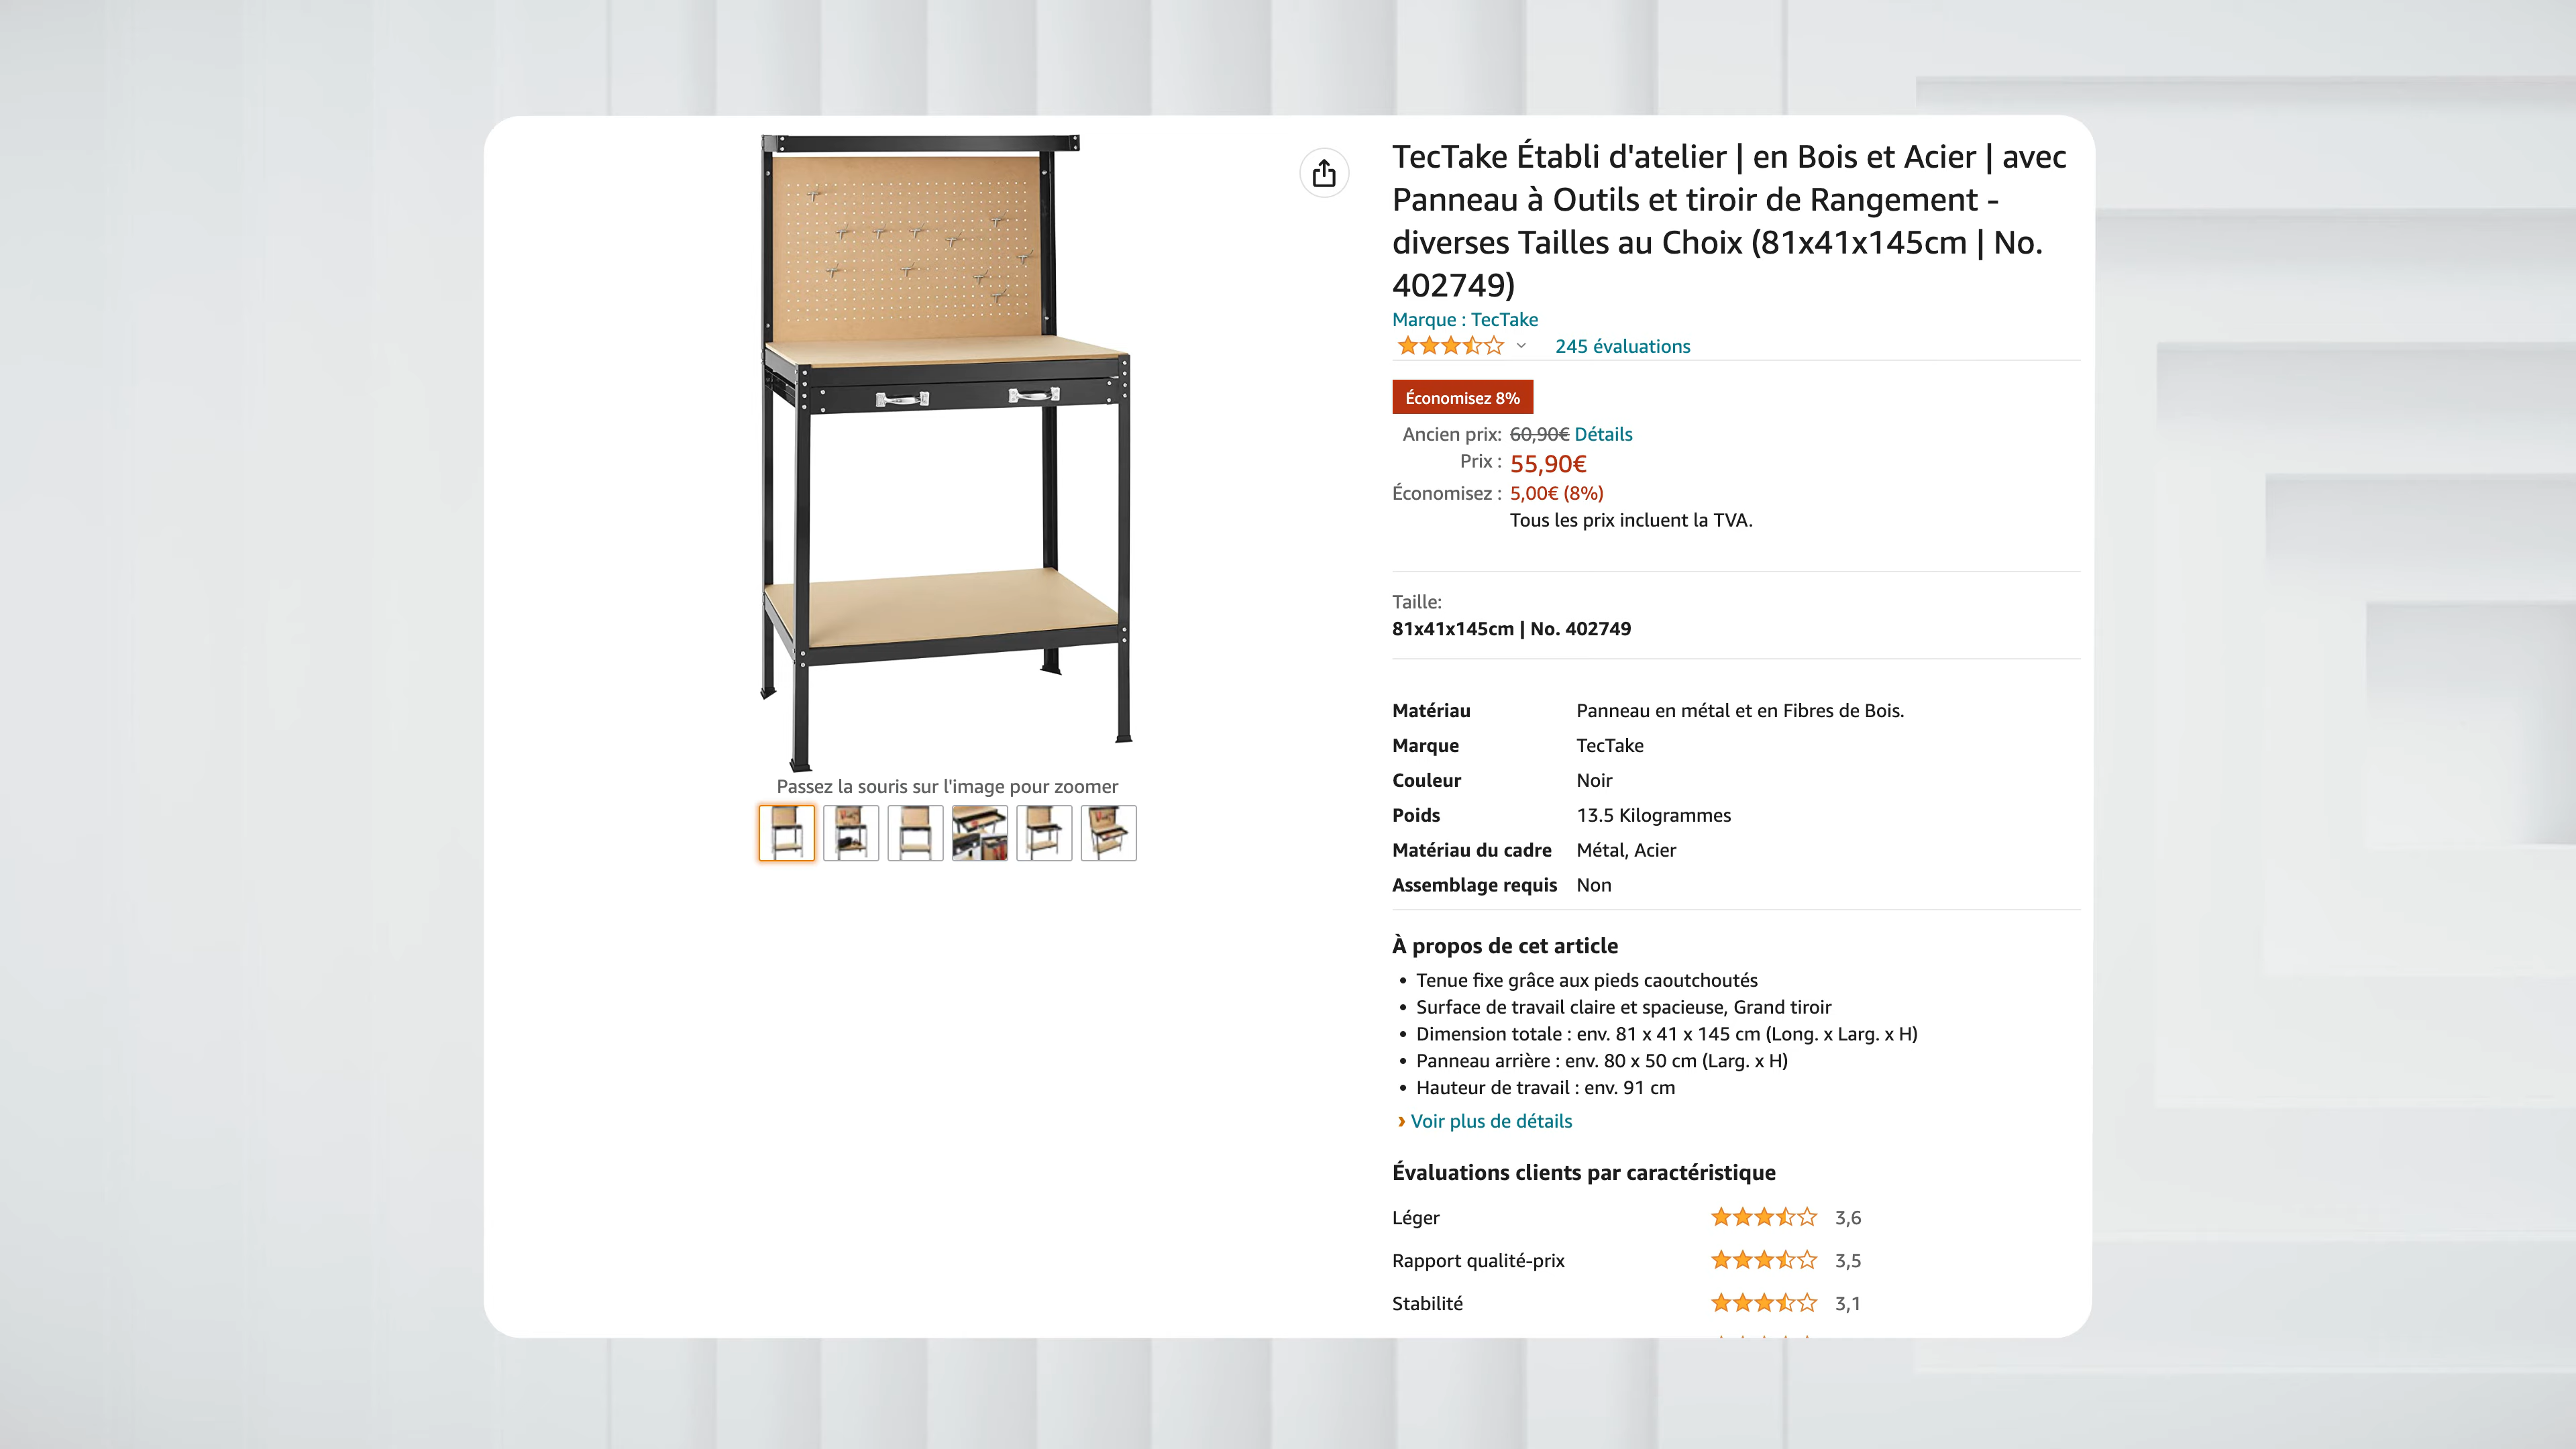 TecTake Établi d'atelier | en Bois et Acier | avec
Panneau à Outils et tiroir de Rangement -
diverses Tailles au Choix (81x41x145cm | No.
402749)
Marque : TecTake
245 évaluations
Économisez 8%
Ancien prix: 60,90€ Détails
Prix : 55,90€
Économisez : 5,00€ (8%)
Tous les prix incluent la TVA.
Taille:
81x41x145cm | No. 402749
Matériau Panneau en métal et en Fibres de Bois.
Marque TecTake
Couleur Noir
Poids 13.5 Kilogrammes
Matériau du cadre Métal, Acier
Assemblage requis Non
À propos de cet article
• Tenue fixe grâce aux pieds caoutchoutés
• Surface de travail claire et spacieuse, Grand tiroir
• Dimension totale : env. 81 x 41 x 145 cm (Long. x Larg. x H)
• Panneau arrière : env. 80 x 50 cm (Larg. x H)
• Hauteur de travail : env. 91 cm
› Voir plus de détails
Évaluations clients par caractéristique
Léger 3,6
Rapport qualité-prix 3,5
Stabilité 3,1
Passez la souris sur l'image pour zoomer